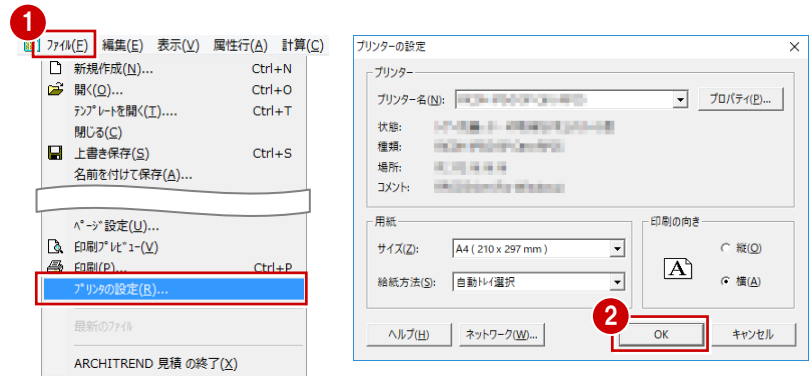 1
ファイル(F) 編集(E) 表示(V) 属性行(A) 計算(C)
新規作成(N)... Ctrl+N
開く(O)... Ctrl+O
テンプレートを開く(T).... Ctrl+T
閉じる(C)
上書き保存(S) Ctrl+S
名前を付けて保存(A)...
ページ設定(U)...
印刷プレビュー(V)
印刷(P)... Ctrl+P
プリンタの設定(R)...
最新のファイル
ARCHITREND 見積 の終了(X)
プリンターの設定
プリンター
プリンター名(N): プロパティ(P)...
状態:
種類:
場所:
コメント:
用紙
サイズ(Z): A4 ( 210 x 297 mm )
給紙方法(S): 自動トレイ選択
印刷の向き
A
縦(O)
横(A)
2
ヘルプ(H) ネットワーク(W)... OK キャンセル